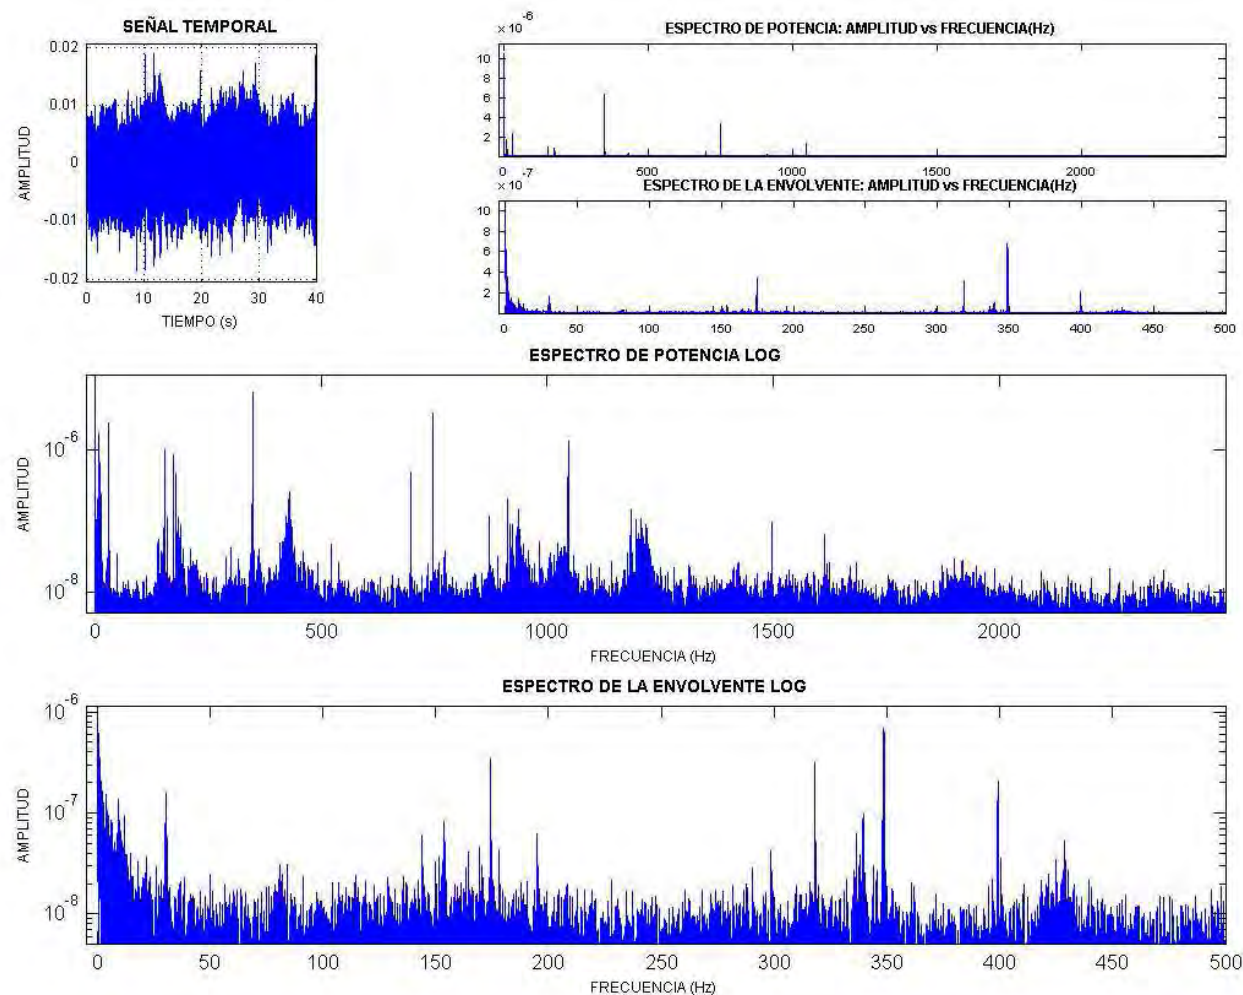 SEÑAL TEMPORAL
0.02
0.01
0
-0.01
-0.02
AMPLITUD
0 10 20 30 40
TIEMPO (s)
× 10^-6
ESPECTRO DE POTENCIA: AMPLITUD vs FRECUENCIA(Hz)
10
8
6
4
2
0 500 1000 1500 2000
× 10^-7
ESPECTRO DE LA ENVOLVENTE: AMPLITUD vs FRECUENCIA(Hz)
10
8
6
4
2
0 50 100 150 200 250 300 350 400 450 500
ESPECTRO DE POTENCIA LOG
10^-6
10^-8
AMPLITUD
0 500 1000 1500 2000
FRECUENCIA (Hz)
ESPECTRO DE LA ENVOLVENTE LOG
10^-6
10^-7
10^-8
AMPLITUD
0 50 100 150 200 250 300 350 400 450 500
FRECUENCIA (Hz)